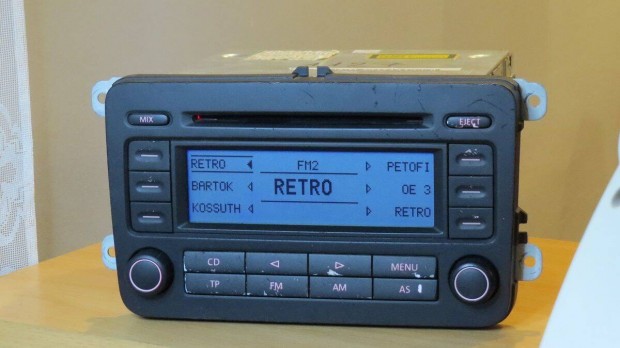 MIX
EJECT
RETRO FM2 PETOFI
BARTOK RETRO OE 3
KOSSUTH RETRO
CD MENU
TP FM AM AS